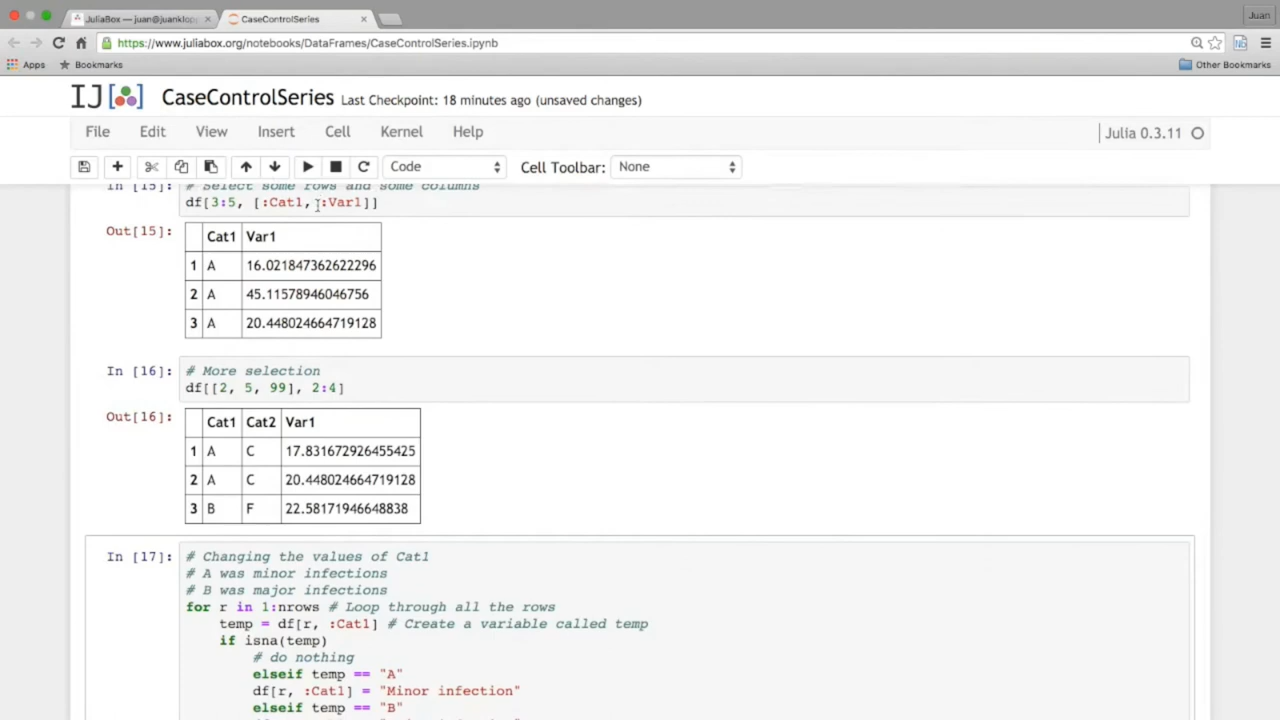 JuliaBox — juan@juanklop
CaseControlSeries
Juan
https://www.juliabox.org/notebooks/DataFrames/CaseControlSeries.ipynb
Apps Bookmarks Other Bookmarks
IJ CaseControlSeries Last Checkpoint: 18 minutes ago (unsaved changes)
File Edit View Insert Cell Kernel Help Julia 0.3.11
Code Cell Toolbar: None
In [15]: # Select some rows and some columns
df[3:5, [:Cat1, :Var1]]
Out[15]:
Cat1 Var1
1 A 16.021847362622296
2 A 45.11578946046756
3 A 20.448024664719128
In [16]: # More selection
df[[2, 5, 99], 2:4]
Out[16]:
Cat1 Cat2 Var1
1 A C 17.831672926455425
2 A C 20.448024664719128
3 B F 22.58171946648838
In [17]: # Changing the values of Cat1
# A was minor infections
# B was major infections
for r in 1:nrows # Loop through all the rows
temp = df[r, :Cat1] # Create a variable called temp
if isna(temp)
# do nothing
elseif temp == "A"
df[r, :Cat1] = "Minor infection"
elseif temp == "B"